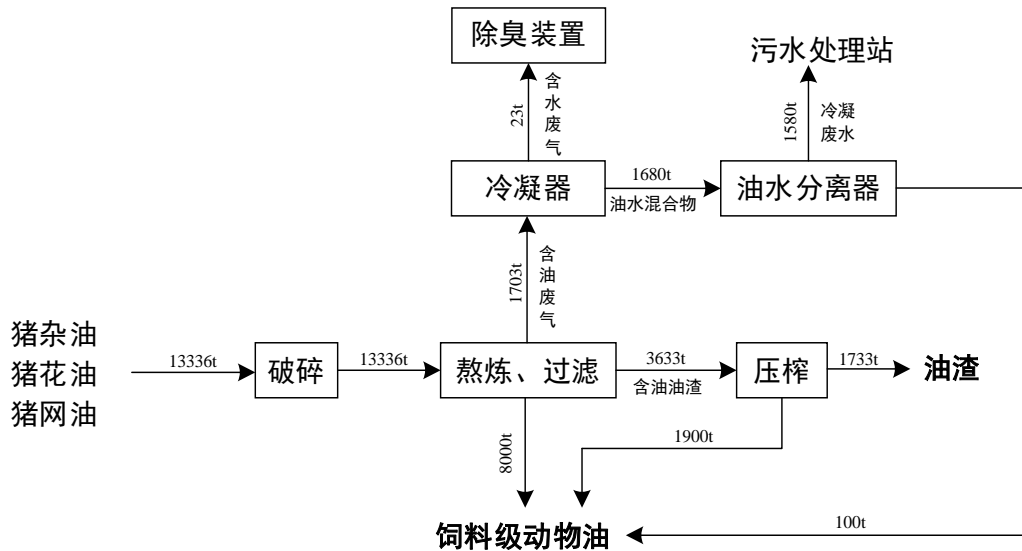 除臭装置
污水处理站
23t
含水废气
1580t
冷凝
废水
冷凝器
1680t
油水混合物
油水分离器
1703t
含油废气
猪杂油
猪花油
猪网油
13336t
破碎
13336t
熬炼、过滤
3633t
含油油渣
压榨
1733t
油渣
8000t
1900t
饲料级动物油
100t